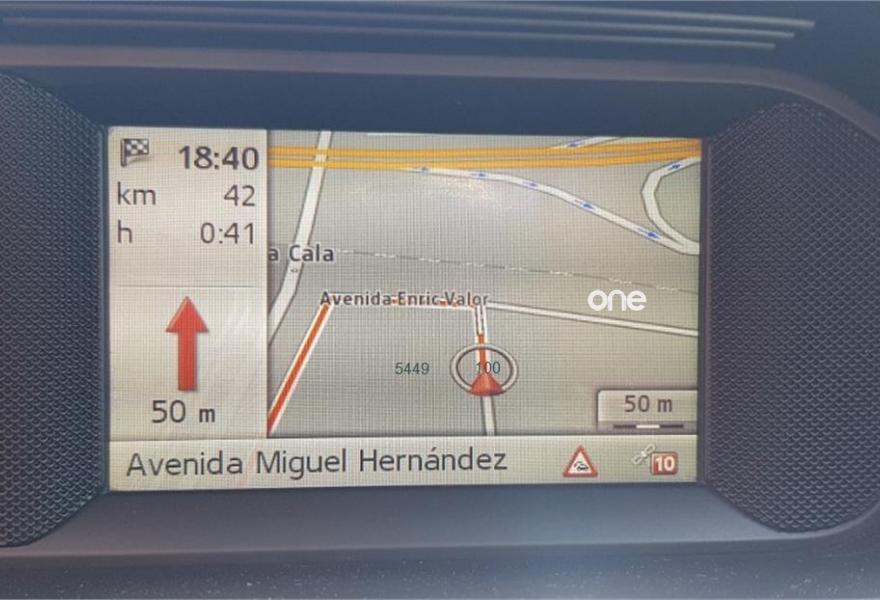 18:40
km 42
h 0:41
a Cala
Avenida Enric Valor
one
5449 100
50 m
50 m
Avenida Miguel Hernández
10